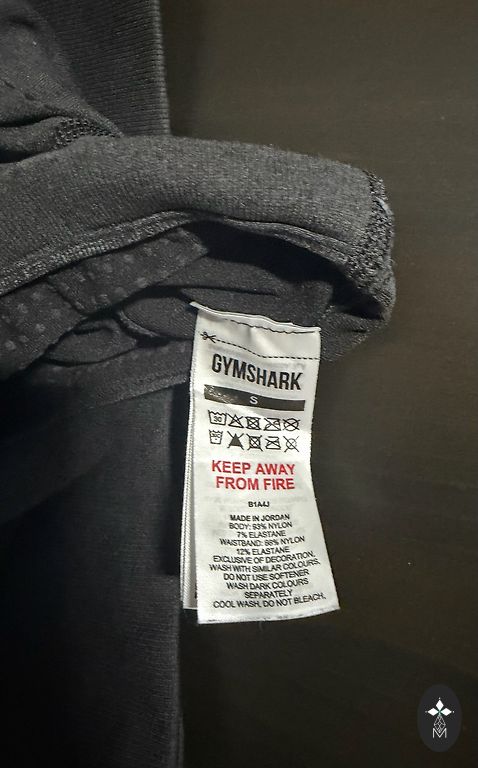 GYMSHARK
S
30
30
KEEP AWAY
FROM FIRE
B1A4J
MADE IN JORDAN
BODY: 93% NYLON
7% ELASTANE
WAISTBAND: 88% NYLON
12% ELASTANE
EXCLUSIVE OF DECORATION.
WASH WITH SIMILAR COLOURS.
DO NOT USE SOFTENER
WASH DARK COLOURS
SEPARATELY
COOL WASH, DO NOT BLEACH,
M